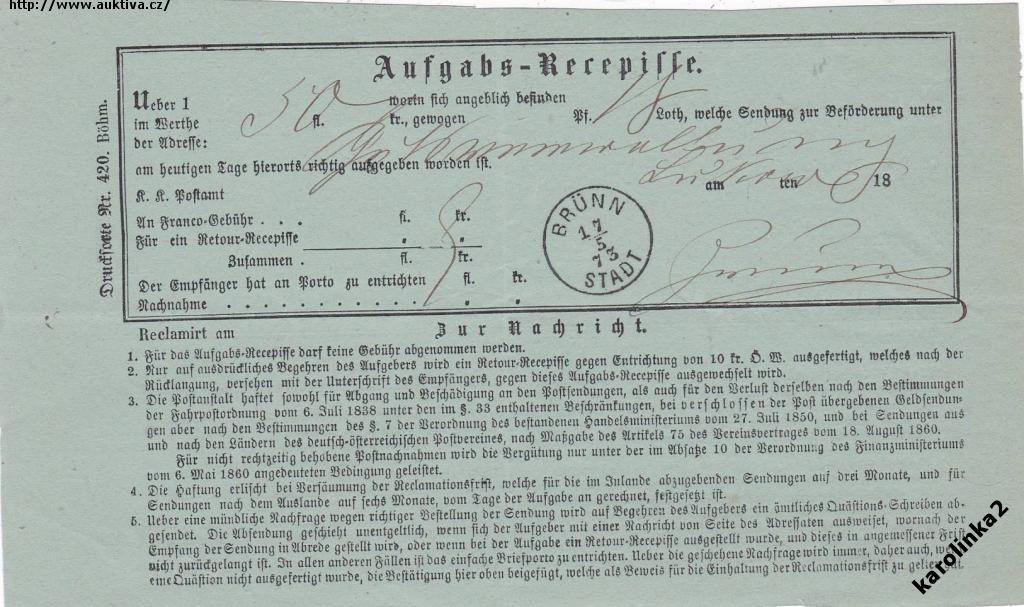 http://www.auktiva.cz/
Aufgabs-Recepisse.
Ueber 1 worin sich angeblich befinden
im Werthe 50 fl. kr., gewogen Pf. Loth, welche Sendung zur Beförderung unter
der Adresse:
am heutigen Tage hierorts richtig aufgegeben worden ist.
am ten 18
K. K. Postamt
An Franco-Gebühr . . . fl. kr.
Für ein Retour-Recepisse " "
Zusammen . fl. kr.
Der Empfänger hat an Porto zu entrichten fl. kr.
Nachnahme . . . . . . . . . . . " "
BRÜNN
17
5
73
STADT
Drucksorte Nr. 420. Böhm.
Reclamirt am
Zur Nachricht.
1. Für das Aufgabs-Recepisse darf keine Gebühr abgenommen werden.
2. Nur auf ausdrückliches Begehren des Aufgebers wird ein Retour-Recepisse gegen Entrichtung von 10 kr. Ö. W. ausgefertigt, welches nach der
Rücklangung, versehen mit der Unterschrift des Empfängers, gegen dieses Aufgabs-Recepisse ausgewechselt wird.
3. Die Postanstalt haftet sowohl für Abgang und Beschädigung an den Postsendungen, als auch für den Verlust derselben nach den Bestimmungen
der Fahrpostordnung vom 6. Juli 1838 unter den im §. 33 enthaltenen Beschränkungen, bei verschlossen der Post übergebenen Geldsendun-
gen aber nach den Bestimmungen des §. 7 der Verordnung des bestandenen Handelsministeriums vom 27. Juli 1850, und bei Sendungen aus
und nach den Ländern des deutsch-österreichischen Postvereines, nach Maßgabe des Artikels 75 des Vereinsvertrages vom 18. August 1860.
Für nicht rechtzeitig behobene Postnachnahmen wird die Vergütung nur unter der im Absatze 10 der Verordnung des Finanzministeriums
vom 6. Mai 1860 angedeuteten Bedingung geleistet.
4. Die Haftung erlischt bei Versäumung der Reclamationsfrist, welche für die im Inlande abzugebenden Sendungen auf drei Monate, und für
Sendungen nach dem Auslande auf sechs Monate, vom Tage der Aufgabe an gerechnet, festgesetzt ist.
5. Ueber eine mündliche Nachfrage wegen richtiger Bestellung der Sendung wird auf Begehren des Aufgebers ein ämtliches Quästions-Schreiben ab-
gesendet. Die Absendung geschieht unentgeltlich, wenn sich der Aufgeber mit einer Nachricht von Seite des Adressaten ausweiset, wornach der
Empfang der Sendung in Abrede gestellt wird, oder wenn bei der Aufgabe ein Retour-Recepisse ausgestellt wurde, und dieses in angemessener Frist
nicht zurückgelangt ist. In allen anderen Fällen ist das einfache Briefporto zu entrichten. Ueber die geschehene Nachfrage wird immer, daher auch,
eine Quästion nicht ausgefertigt wurde, die Bestätigung hier oben beigefügt, welche als Beweis für die Einhaltung der Reclamationsfrist zu
karolinka2